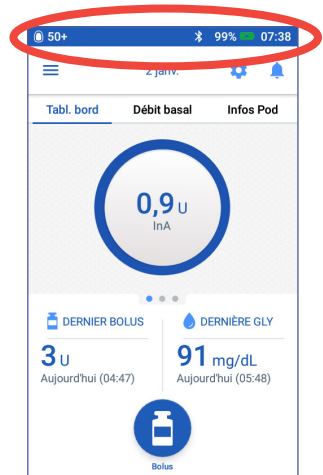 50+ 99% 07:38
2 janv.
Tabl. bord Débit basal Infos Pod
0,9 U
InA
DERNIER BOLUS DERNIÈRE GLY
3 U 91 mg/dL
Aujourd'hui (04:47) Aujourd'hui (05:48)
Bolus